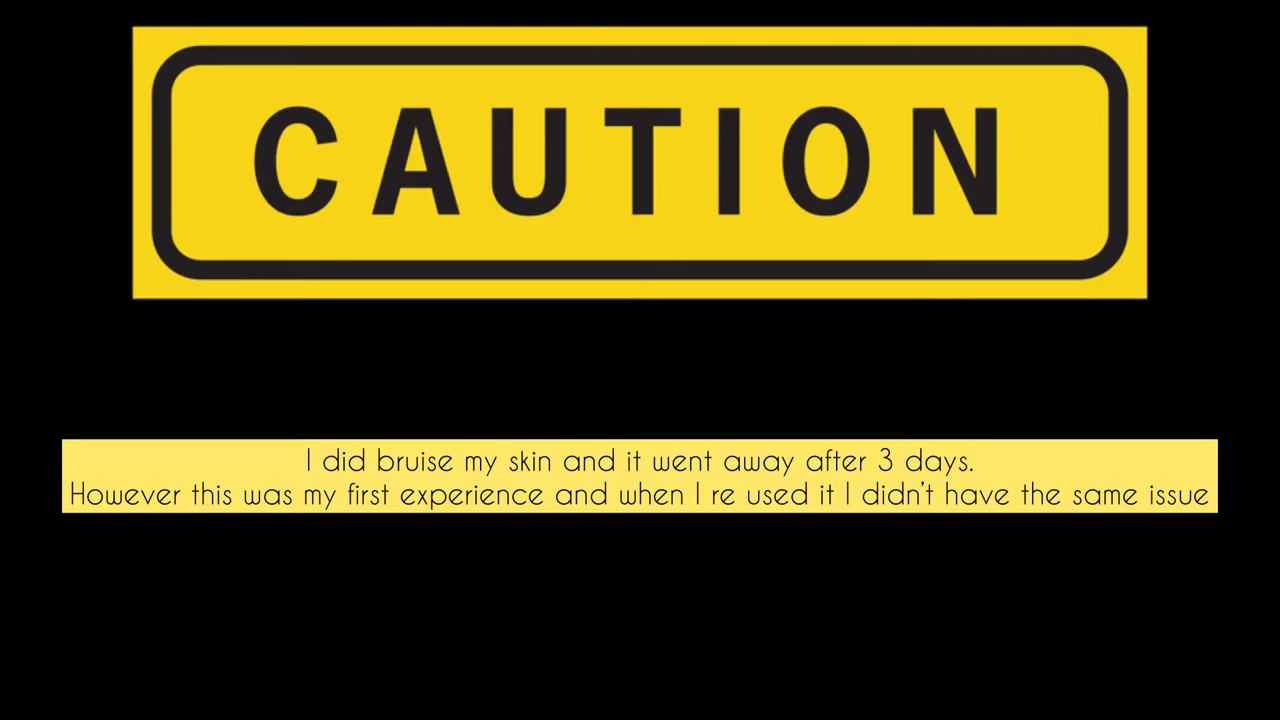 CAUTION
I did bruise my skin and it went away after 3 days.
However this was my first experience and when I re used it I didn't have the same issue